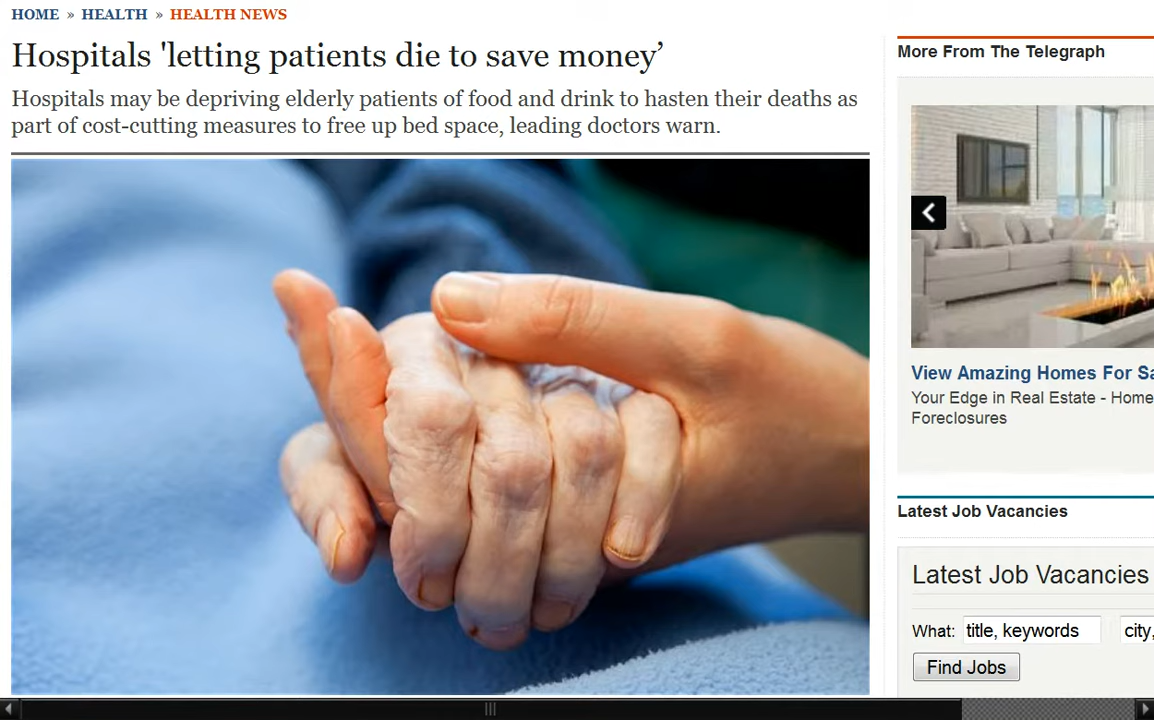 HOME » HEALTH » HEALTH NEWS
Hospitals 'letting patients die to save money’
Hospitals may be depriving elderly patients of food and drink to hasten their deaths as
part of cost-cutting measures to free up bed space, leading doctors warn.
More From The Telegraph
View Amazing Homes For Sa
Your Edge in Real Estate - Home
Foreclosures
Latest Job Vacancies
Latest Job Vacancies
What: title, keywords city,
Find Jobs